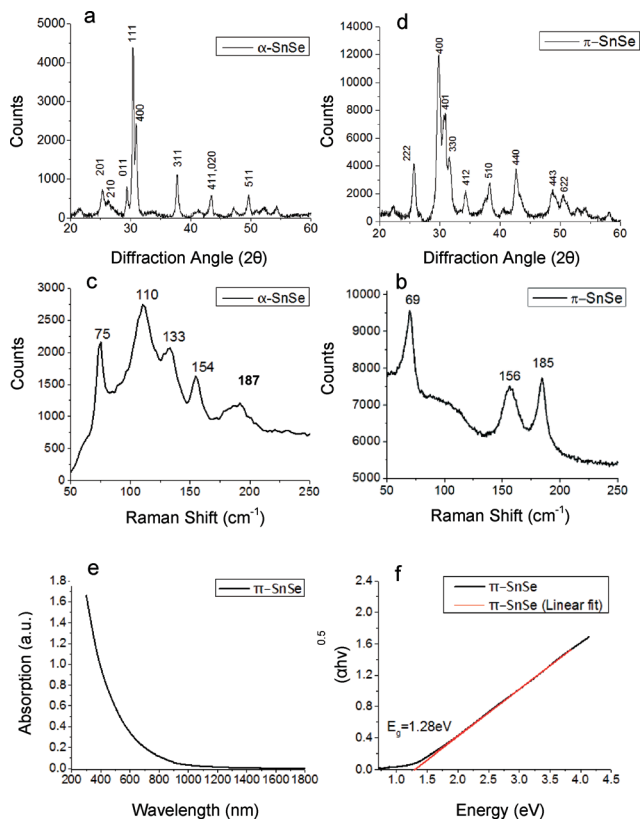 a
α-SnSe
5000
4000
3000
2000
1000
0
Counts
201
210
011
111
400
311
411,020
511
20 30 40 50 60
Diffraction Angle (2θ)
d
π-SnSe
14000
12000
10000
8000
6000
4000
2000
0
Counts
222
400
401
330
412
510
440
443
622
20 30 40 50 60
Diffraction Angle (2θ)
c
α-SnSe
3000
2500
2000
1500
1000
500
0
Counts
75
110
133
154
187
50 100 150 200 250
Raman Shift (cm⁻¹)
b
π-SnSe
10000
9000
8000
7000
6000
5000
Counts
69
156
185
50 100 150 200 250
Raman Shift (cm⁻¹)
e
π-SnSe
1.8
1.6
1.4
1.2
1.0
0.8
0.6
0.4
0.2
0.0
Absorption (a.u.)
200 400 600 800 1000 1200 1400 1600 1800
Wavelength (nm)
f
π-SnSe
π-SnSe (Linear fit)
2.4
2.0
1.6
1.2
0.8
0.4
0.0
(αhν)
0.5
E_g=1.28eV
1.0 1.5 2.0 2.5 3.0 3.5 4.0 4.5
Energy (eV)